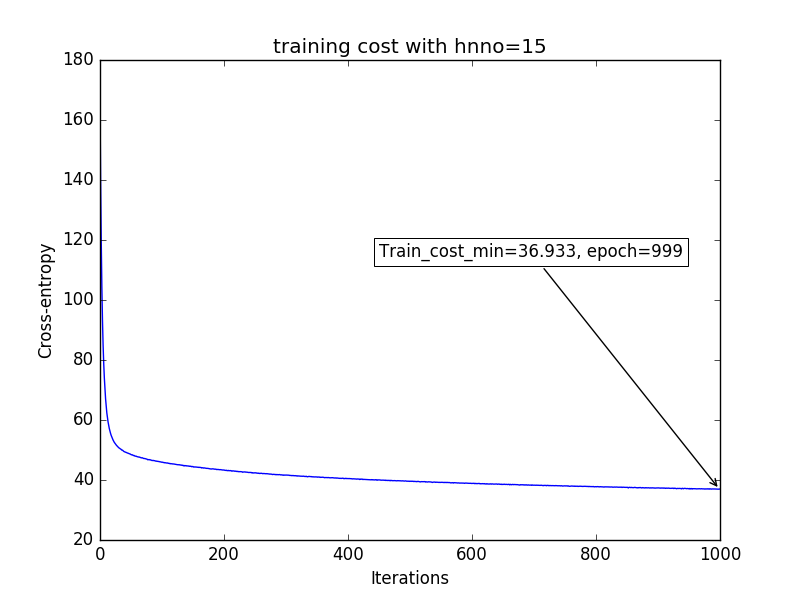 training cost with hnno=15
180
160
140
120
100
80
60
40
20
Cross-entropy
Train_cost_min=36.933, epoch=999
0 200 400 600 800 1000
Iterations